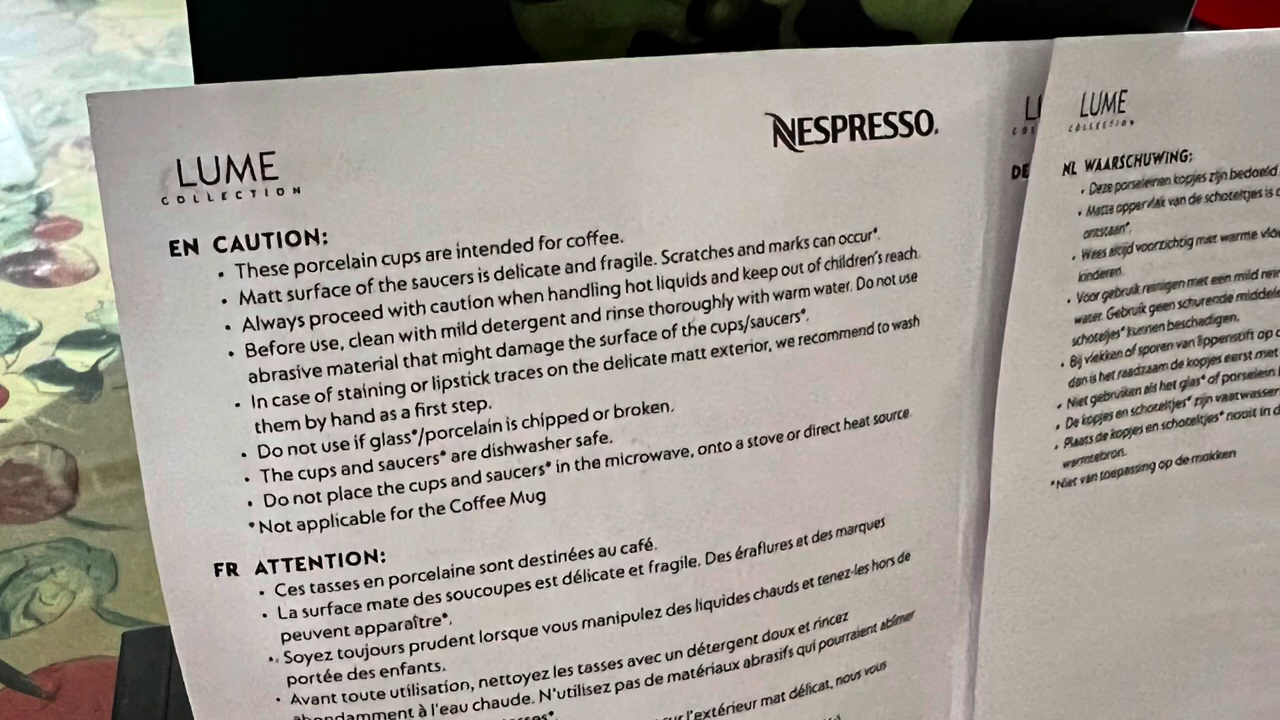 LUME
COLLECTION
NESPRESSO.
EN CAUTION:
• These porcelain cups are intended for coffee.
• Matt surface of the saucers is delicate and fragile. Scratches and marks can occur*.
• Always proceed with caution when handling hot liquids and keep out of children's reach.
• Before use, clean with mild detergent and rinse thoroughly with warm water. Do not use
abrasive material that might damage the surface of the cups/saucers*.
• In case of staining or lipstick traces on the delicate matt exterior, we recommend to wash
them by hand as a first step.
• Do not use if glass*/porcelain is chipped or broken.
• The cups and saucers* are dishwasher safe.
• Do not place the cups and saucers* in the microwave, onto a stove or direct heat source.
*Not applicable for the Coffee Mug
FR ATTENTION:
• Ces tasses en porcelaine sont destinées au café.
• La surface mate des soucoupes est délicate et fragile. Des éraflures et des marques
peuvent apparaître*.
• Soyez toujours prudent lorsque vous manipulez des liquides chauds et tenez-les hors de
portée des enfants.
• Avant toute utilisation, nettoyez les tasses avec un détergent doux et rincez
abondamment à l'eau chaude. N'utilisez pas de matériaux abrasifs qui pourraient abîmer
l'extérieur mat délicat, nous vous
DE
LUME
COLLECTION
NL WAARSCHUWING:
• Deze porseleinen kopjes zijn bedoeld
• Matte oppervlak van de schoteltjes is
ontstaan*.
• Wees altijd voorzichtig met warme
kinderen.
• Voor gebruik reinigen met een mild
water. Gebruik geen schurende
schoteltjes* kunnen beschadigen.
• Bij vlekken of sporen van lippenstift op
dan is het raadzaam de kopjes eerst met
• Niet gebruiken als het glas* of porselein
• De kopjes en schoteltjes* zijn
• Plaats de kopjes en schoteltjes* nooit in
warmtebron.
*Niet van toepassing op de mokken